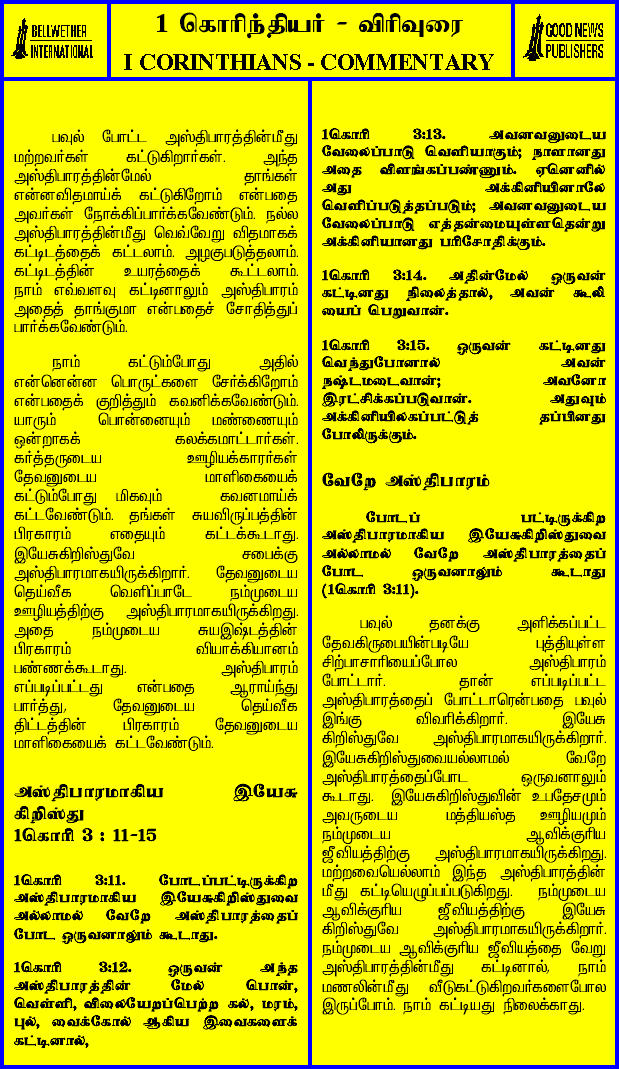 BELLWETHER
INTERNATIONAL
1 கொரிந்தியர் - விரிவுரை
I CORINTHIANS - COMMENTARY
GOOD NEWS
PUBLISHERS
பவுல் போட்ட அஸ்திபாரத்தின்மீது
மற்றவர்கள் கட்டுகிறார்கள். அந்த
அஸ்திபாரத்தின்மேல் தாங்கள்
என்னவிதமாய்க் கட்டுகிறோம் என்பதை
அவர்கள் நோக்கிப்பார்க்கவேண்டும். நல்ல
அஸ்திபாரத்தின்மீது வெவ்வேறு விதமாகக்
கட்டிடத்தைக் கட்டலாம். அழகுபடுத்தலாம்.
கட்டிடத்தின் உயரத்தைக் கூட்டலாம்.
நாம் எவ்வளவு கட்டினாலும் அஸ்திபாரம்
அதைத் தாங்குமா என்பதைச் சோதித்துப்
பார்க்கவேண்டும்.
நாம் கட்டும்போது அதில்
என்னென்ன பொருட்களை சேர்க்கிறோம்
என்பதைக் குறித்தும் கவனிக்கவேண்டும்.
யாரும் பொன்னையும் மண்ணையும்
ஒன்றாகக் கலக்கமாட்டார்கள்.
கர்த்தருடைய ஊழியக்காரர்கள்
தேவனுடைய மாளிகையைக்
கட்டும்போது மிகவும் கவனமாய்க்
கட்டவேண்டும். தங்கள் சுயவிருப்பத்தின்
பிரகாரம் எதையும் கட்டக்கூடாது.
இயேசுகிறிஸ்துவே சபைக்கு
அஸ்திபாரமாகயிருக்கிறார். தேவனுடைய
தெய்வீக வெளிப்பாடே நம்முடைய
ஊழியத்திற்கு அஸ்திபாரமாகயிருக்கிறது.
அதை நம்முடைய சுயஇஷ்டத்தின்
பிரகாரம் வியாக்கியானம்
பண்ணக்கூடாது. அஸ்திபாரம்
எப்படிப்பட்டது என்பதை ஆராய்ந்து
பார்த்து, தேவனுடைய தெய்வீக
திட்டத்தின் பிரகாரம் தேவனுடைய
மாளிகையைக் கட்டவேண்டும்.
அஸ்திபாரமாகிய இயேசு
கிறிஸ்து
1கொரி 3 : 11-15
1கொரி 3:11. போடப்பட்டிருக்கிற
அஸ்திபாரமாகிய இயேசுகிறிஸ்துவை
அல்லாமல் வேறே அஸ்திபாரத்தைப்
போட ஒருவனாலும் கூடாது.
1கொரி 3:12. ஒருவன் அந்த
அஸ்திபாரத்தின் மேல் பொன்,
வெள்ளி, விலையேறப்பெற்ற கல், மரம்,
புல், வைக்கோல் ஆகிய இவைகளைக்
கட்டினால்,
1கொரி 3:13. அவனவனுடைய
வேலைப்பாடு வெளியாகும்; நாளானது
அதை விளங்கப்பண்ணும். ஏனெனில்
அது அக்கினியினாலே
வெளிப்படுத்தப்படும்; அவனவனுடைய
வேலைப்பாடு எத்தன்மையுள்ளதென்று
அக்கினியானது பரிசோதிக்கும்.
1கொரி 3:14. அதின்மேல் ஒருவன்
கட்டினது நிலைத்தால், அவன் கூலி
யைப் பெறுவான்.
1கொரி 3:15. ஒருவன் கட்டினது
வெந்துபோனால் அவன்
நஷ்டமடைவான்; அவனோ
இரட்சிக்கப்படுவான். அதுவும்
அக்கினியிலகப்பட்டுத் தப்பினது
போலிருக்கும்.
வேறே அஸ்திபாரம்
போடப் பட்டிருக்கிற
அஸ்திபாரமாகிய இயேசுகிறிஸ்துவை
அல்லாமல் வேறே அஸ்திபாரத்தைப்
போட ஒருவனாலும் கூடாது
(1கொரி 3:11).
பவுல் தனக்கு அளிக்கப்பட்ட
தேவகிருபையின்படியே புத்தியுள்ள
சிற்பாசாரியைப்போல அஸ்திபாரம்
போட்டார். தான் எப்படிப்பட்ட
அஸ்திபாரத்தைப் போட்டாரென்பதை பவுல்
இங்கு விவரிக்கிறார். இயேசு
கிறிஸ்துவே அஸ்திபாரமாகயிருக்கிறார்.
இயேசுகிறிஸ்துவையல்லாமல் வேறே
அஸ்திபாரத்தைப்போட ஒருவனாலும்
கூடாது. இயேசுகிறிஸ்துவின் உபதேசமும்
அவருடைய மத்தியஸ்த ஊழியமும்
நம்முடைய ஆவிக்குரிய
ஜீவியத்திற்கு அஸ்திபாரமாகயிருக்கிறது.
மற்றவையெல்லாம் இந்த அஸ்திபாரத்தின்
மீது கட்டியெழுப்பப்படுகிறது. நம்முடைய
ஆவிக்குரிய ஜீவியத்திற்கு இயேசு
கிறிஸ்துவே அஸ்திபாரமாகயிருக்கிறார்.
நம்முடைய ஆவிக்குரிய ஜீவியத்தை வேறு
அஸ்திபாரத்தின்மீது கட்டினால், நாம்
மணலின்மீது வீடுகட்டுகிறவர்களைபோல
இருப்போம். நாம் கட்டியது நிலைக்காது.